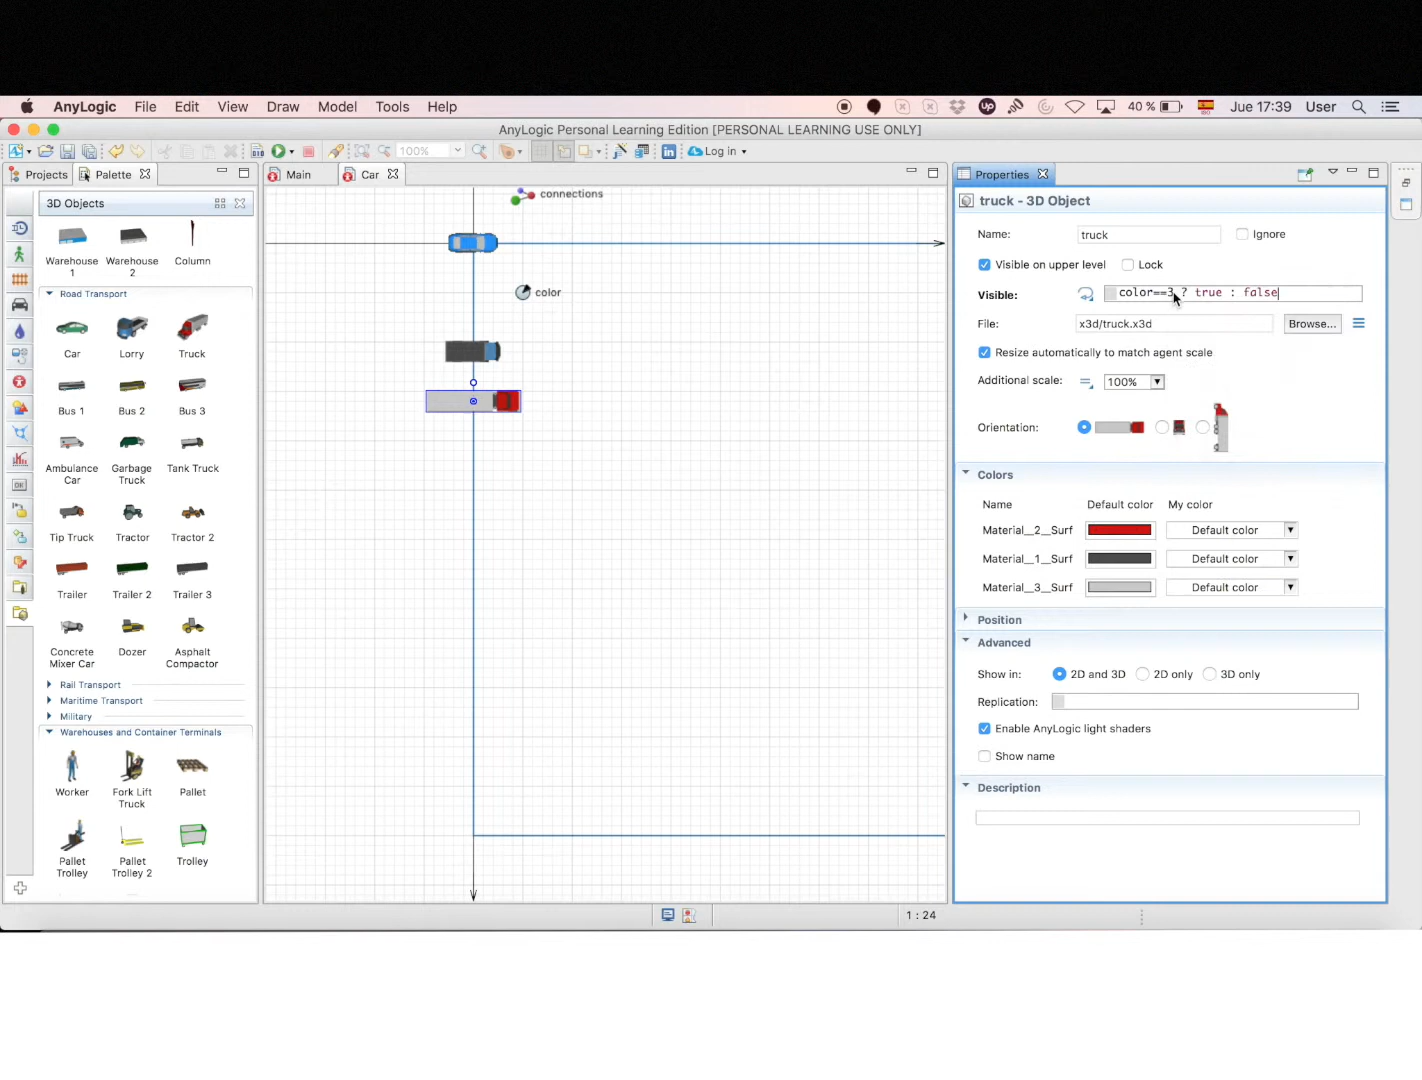 AnyLogic File Edit View Draw Model Tools Help
up 40 % Jue 17:39 User
AnyLogic Personal Learning Edition [PERSONAL LEARNING USE ONLY]
100% Log in
Projects Palette Main Car Properties
3D Objects
Warehouse 1
Warehouse 2
Column
Road Transport
Car Lorry Truck
Bus 1 Bus 2 Bus 3
Ambulance Car
Garbage Truck
Tank Truck
Tip Truck Tractor Tractor 2
Trailer Trailer 2 Trailer 3
Concrete Mixer Car
Dozer
Asphalt Compactor
Rail Transport
Maritime Transport
Military
Warehouses and Container Terminals
Worker
Fork Lift Truck
Pallet
Pallet Trolley
Pallet Trolley 2
Trolley
connections
color
truck - 3D Object
Name: truck Ignore
Visible on upper level Lock
Visible: color==3 ? true : false
File: x3d/truck.x3d Browse...
Resize automatically to match agent scale
Additional scale: 100%
Orientation:
Colors
Name Default color My color
Material__2__Surf Default color
Material__1__Surf Default color
Material__3__Surf Default color
Position
Advanced
Show in: 2D and 3D 2D only 3D only
Replication:
Enable AnyLogic light shaders
Show name
Description
1 : 24